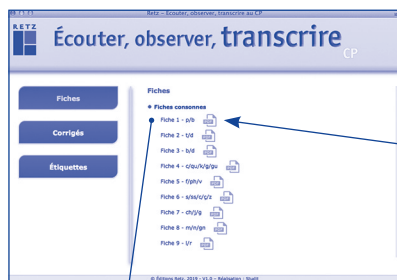 Retz - Ecouter, observer, transcrire au CP
RETZ
Écouter, observer, transcrire
CP
Fiches
Corrigés
Étiquettes
Fiches
Fiches consonnes
Fiche 1 - p/b
Fiche 2 - t/d
Fiche 3 - b/d
Fiche 4 - c/qu/k/g/gu
Fiche 5 - f/ph/v
Fiche 6 - s/ss/c/ç/z
Fiche 7 - ch/j/g
Fiche 8 - m/n/gn
Fiche 9 - l/r
© Éditions Retz, 2019 - V1.0 - Réalisation : Studit